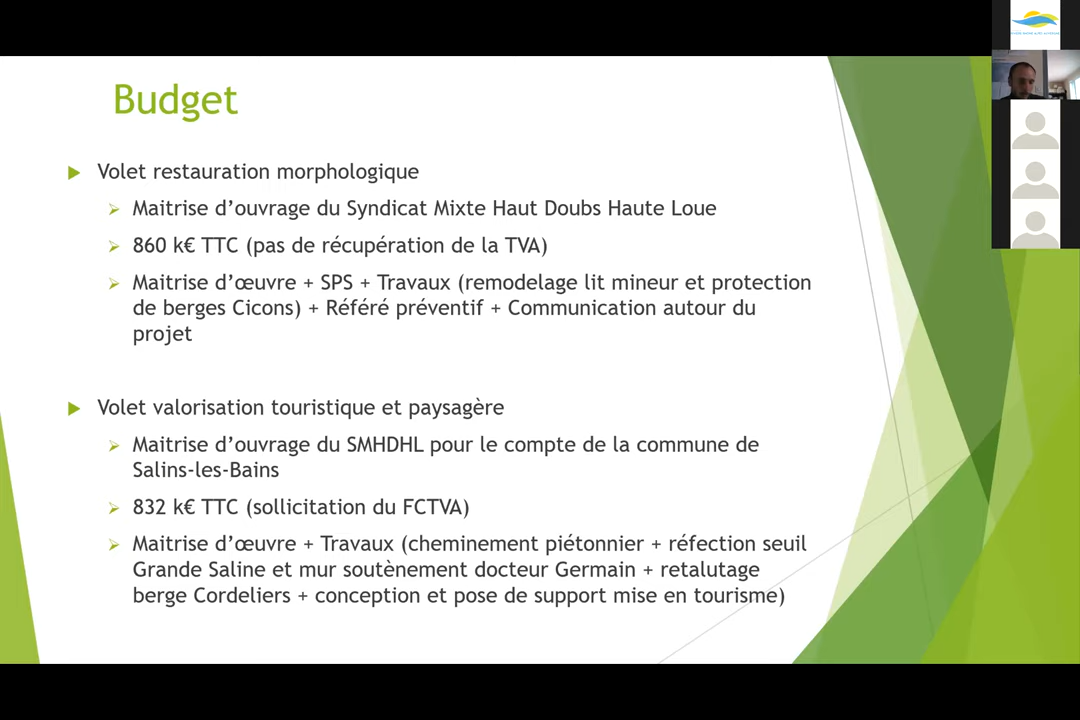 Budget
Volet restauration morphologique
Maitrise d’ouvrage du Syndicat Mixte Haut Doubs Haute Loue
860 k€ TTC (pas de récupération de la TVA)
Maitrise d’œuvre + SPS + Travaux (remodelage lit mineur et protection
de berges Cicons) + Référé préventif + Communication autour du
projet
Volet valorisation touristique et paysagère
Maitrise d’ouvrage du SMHDHL pour le compte de la commune de
Salins-les-Bains
832 k€ TTC (sollicitation du FCTVA)
Maitrise d’œuvre + Travaux (cheminement piétonnier + réfection seuil
Grande Saline et mur soutènement docteur Germain + retalutage
berge Cordeliers + conception et pose de support mise en tourisme)